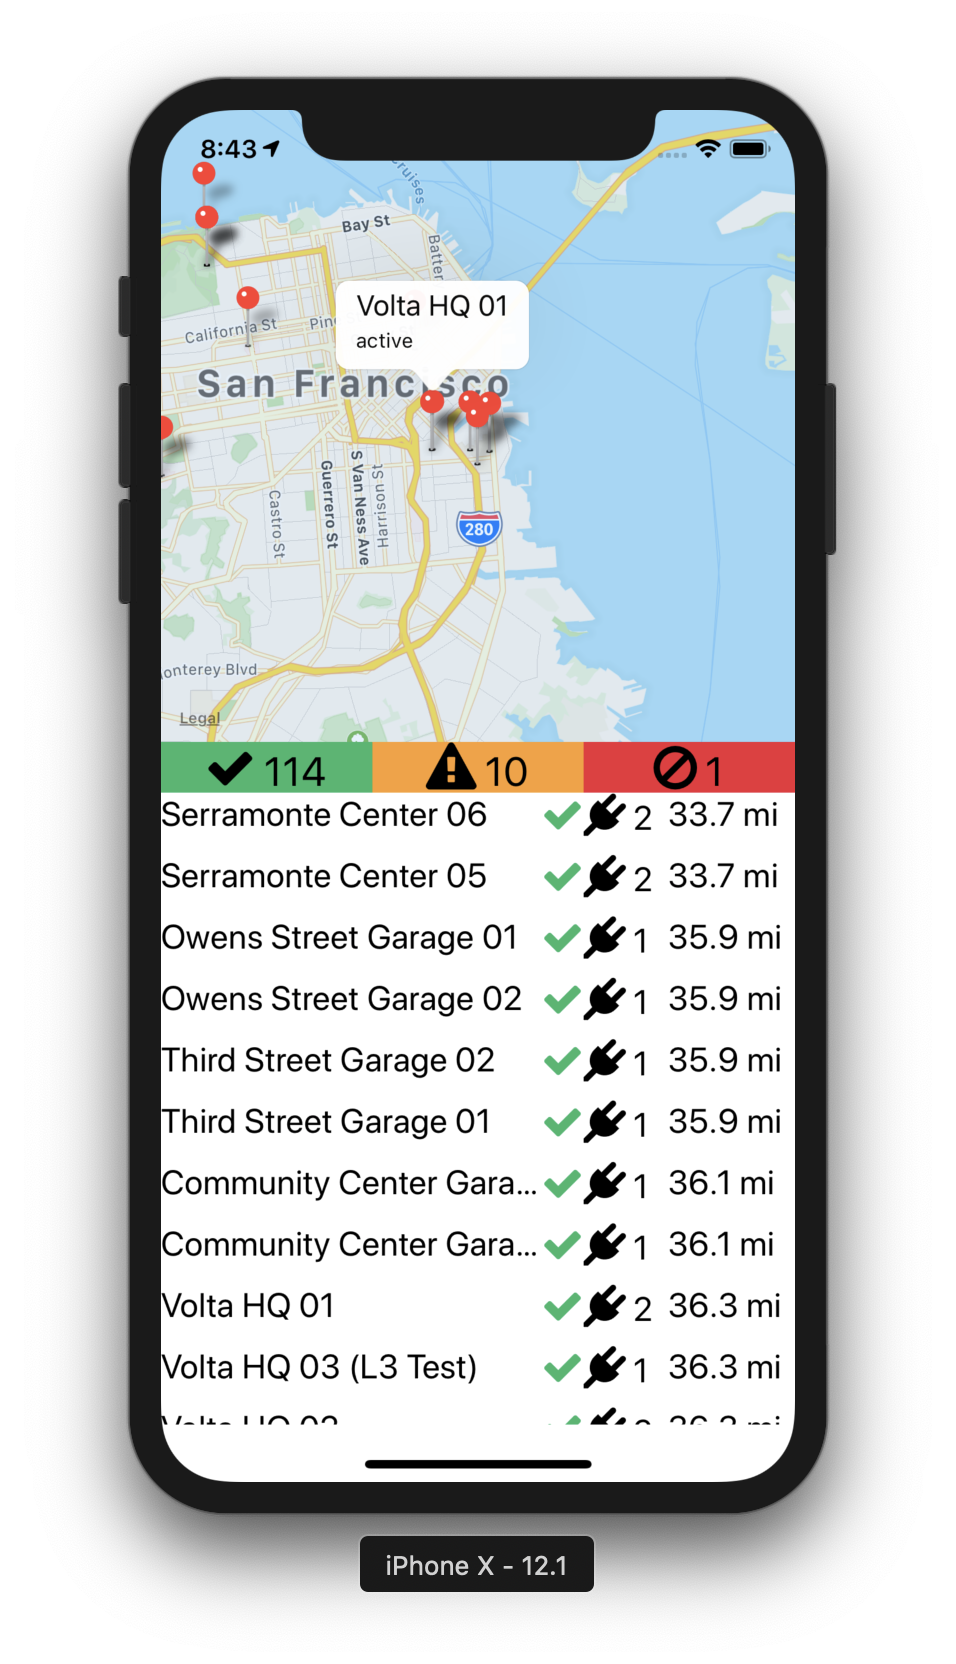 8:43
Cruises
Bay St
Batter
California St
Pin
Volta HQ 01
active
San Francisco
Guerrero St
S Van Ness Ave
Harrison St
Castro St
280
onterey Blvd
Legal
114
10
1
Serramonte Center 06 2 33.7 mi
Serramonte Center 05 2 33.7 mi
Owens Street Garage 01 1 35.9 mi
Owens Street Garage 02 1 35.9 mi
Third Street Garage 02 1 35.9 mi
Third Street Garage 01 1 35.9 mi
Community Center Gara... 1 36.1 mi
Community Center Gara... 1 36.1 mi
Volta HQ 01 2 36.3 mi
Volta HQ 03 (L3 Test) 1 36.3 mi
iPhone X - 12.1